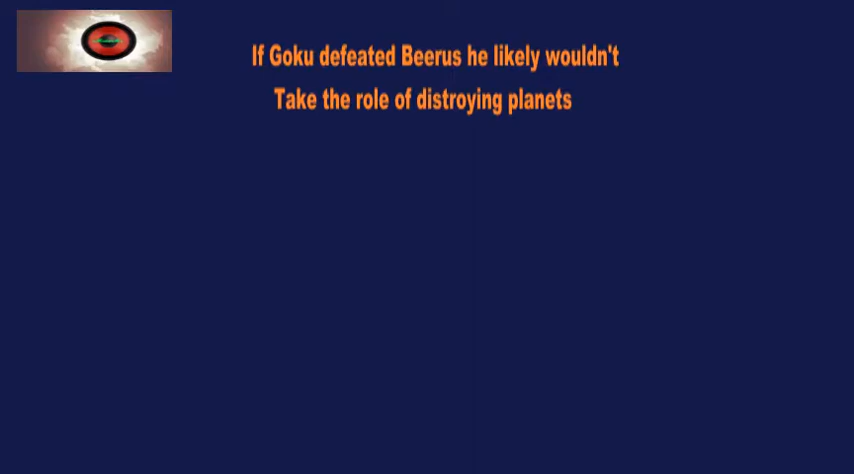 If Goku defeated Beerus he likely wouldn't
Take the role of distroying planets